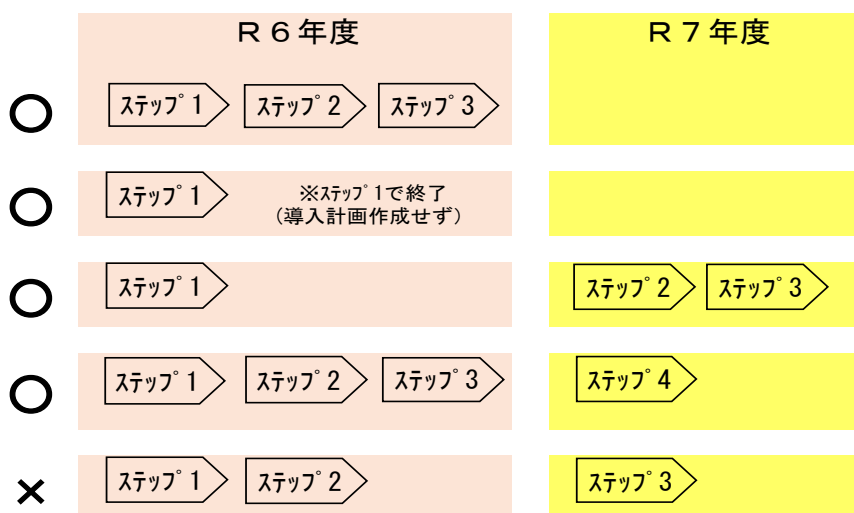 R６年度 R７年度
○ ｽﾃｯﾌﾟ1 ｽﾃｯﾌﾟ2 ｽﾃｯﾌﾟ3
○ ｽﾃｯﾌﾟ1 ※ｽﾃｯﾌﾟ1で終了
(導入計画作成せず)
○ ｽﾃｯﾌﾟ1 ｽﾃｯﾌﾟ2 ｽﾃｯﾌﾟ3
○ ｽﾃｯﾌﾟ1 ｽﾃｯﾌﾟ2 ｽﾃｯﾌﾟ3 ｽﾃｯﾌﾟ4
× ｽﾃｯﾌﾟ1 ｽﾃｯﾌﾟ2 ｽﾃｯﾌﾟ3